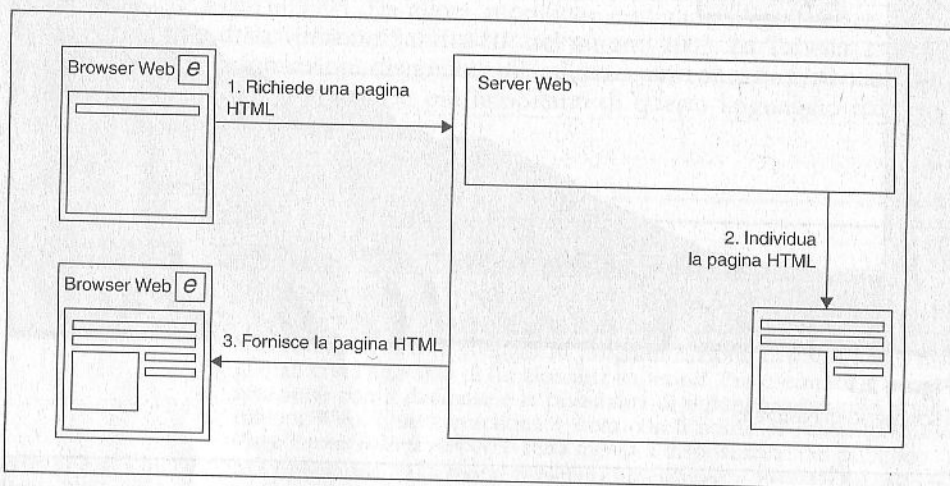 Browser Web e
1. Richiede una pagina
HTML
Server Web
2. Individua
la pagina HTML
Browser Web e
3. Fornisce la pagina HTML